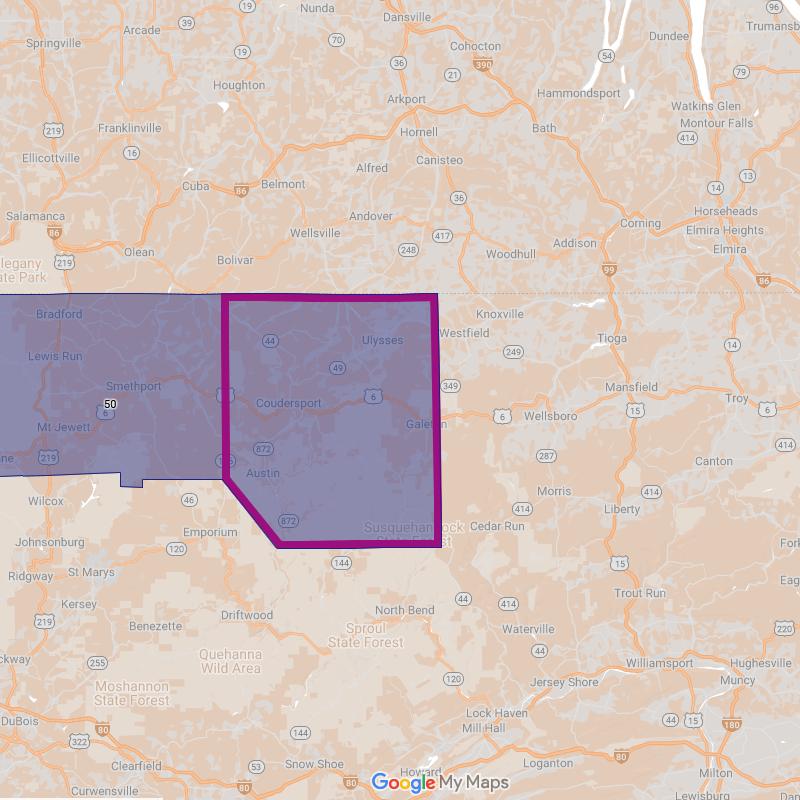 Nunda
Dansville
Arcade
39
19
96
Springville
70
Cohocton
Dundee
Trumansb
36
21
390
54
79
Houghton
19
Arkport
Hammondsport
Watkins Glen
219
Franklinville
Hornell
Bath
Montour Falls
414
Ellicottville
16
Alfred
Canisteo
13
Cuba
86
Belmont
36
14
Salamanca
Andover
Corning
Horseheads
86
Wellsville
417
Addison
Elmira Heights
Olean
248
Woodhull
Elmira
llegany
ate Park
219
Bolivar
99
86
Bradford
Knoxville
44
Ulysses
Westfield
Tioga
Lewis Run
249
14
49
Smethport
349
Mansfield
50
6
Coudersport
6
Troy
6
15
6
Wellsboro
Mt Jewett
Galeton
414
872
287
219
Austin
Canton
Wilcox
46
Morris
414
414
Liberty
872
Susquehannock
State Forest
Cedar Run
Emporium
Johnsonburg
120
144
15
Ridgway
St Marys
Kersey
44
414
Trout Run
North Bend
219
Benezette
Driftwood
Sproul
State Forest
Waterville
220
Quehanna
Wild Area
44
255
120
Williamsport
Hughesville
Moshannon
State Forest
Jersey Shore
Muncy
DuBois
80
Lock Haven
44
15
180
322
144
Mill Hall
80
Clearfield
53
Snow Shoe
Howard
Loganton
Milton
80
80
Curwensville
Google My Maps
Lewisburg